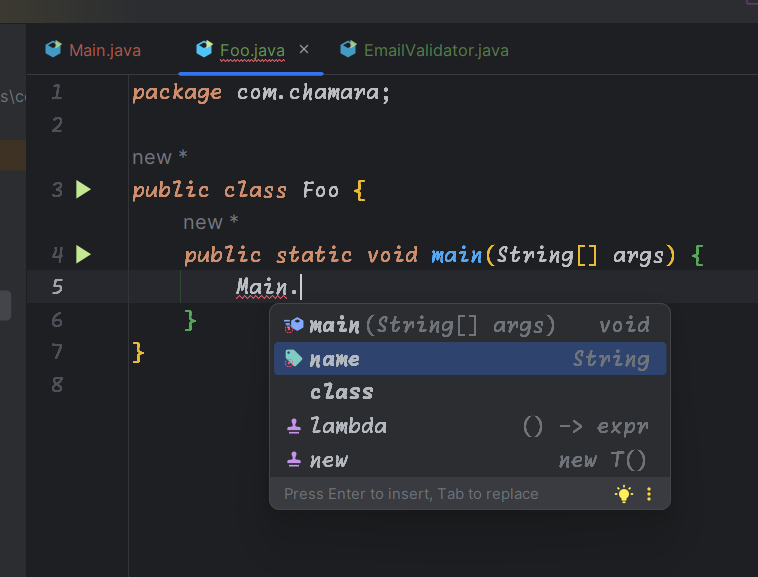 Main.java Foo.java × EmailValidator.java
s\c
1 package com.chamara;
2
new *
3 public class Foo {
new *
4 public static void main(String[] args) {
5 Main.
6 }
7 }
8
main(String[] args) void
name String
class
lambda () -> expr
new new T()
Press Enter to insert, Tab to replace